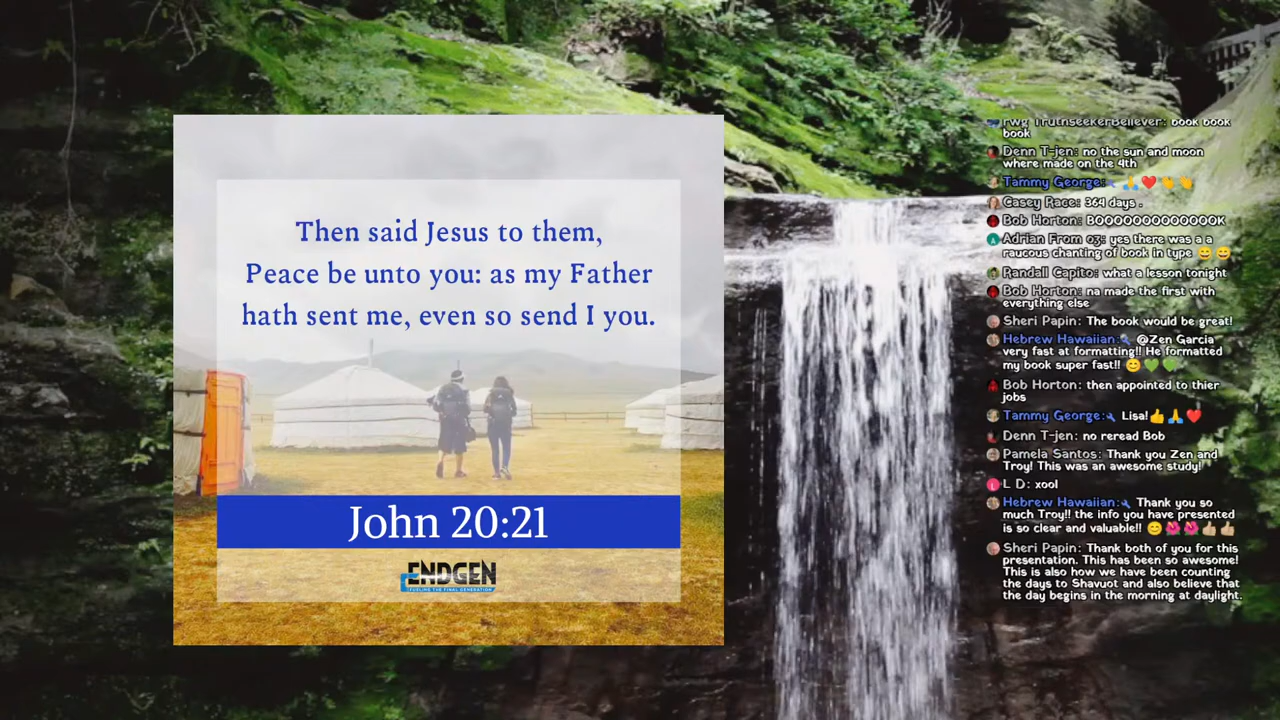 Then said Jesus to them,
Peace be unto you: as my Father
hath sent me, even so send I you.
John 20:21
ENDGEN
FUELING THE FINAL GENERATION
rwg TruthseekerBeliever: book book
book
Denn T-jen: no the sun and moon
where made on the 4th
Tammy George: 🙏❤️👏👏
Casey Race: 364 days .
Bob Horton: BOOOOOOOOOOOOOOK
Adrian From oz: yes there was a a
raucous chanting of book in type 😄 😄
Randall Capito: what a lesson tonight
Bob Horton: na made the first with
everything else
Sheri Papin: The book would be great!
Hebrew Hawaiian: @Zen Garcia
very fast at formatting!! He formatted
my book super fast!! 😊💚💚
Bob Horton: then appointed to thier
jobs
Tammy George: Lisa!👍🙏❤️
Denn T-jen: no reread Bob
Pamela Santos: Thank you Zen and
Troy! This was an awesome study!
L D: xool
Hebrew Hawaiian: Thank you so
much Troy!! the info you have presented
is so clear and valuable!! 😊🌺🌺👍🏼👍🏼
Sheri Papin: Thank both of you for this
presentation. This has been so awesome!
This is also how we have been counting
the days to Shavuot and also believe that
the day begins in the morning at daylight.